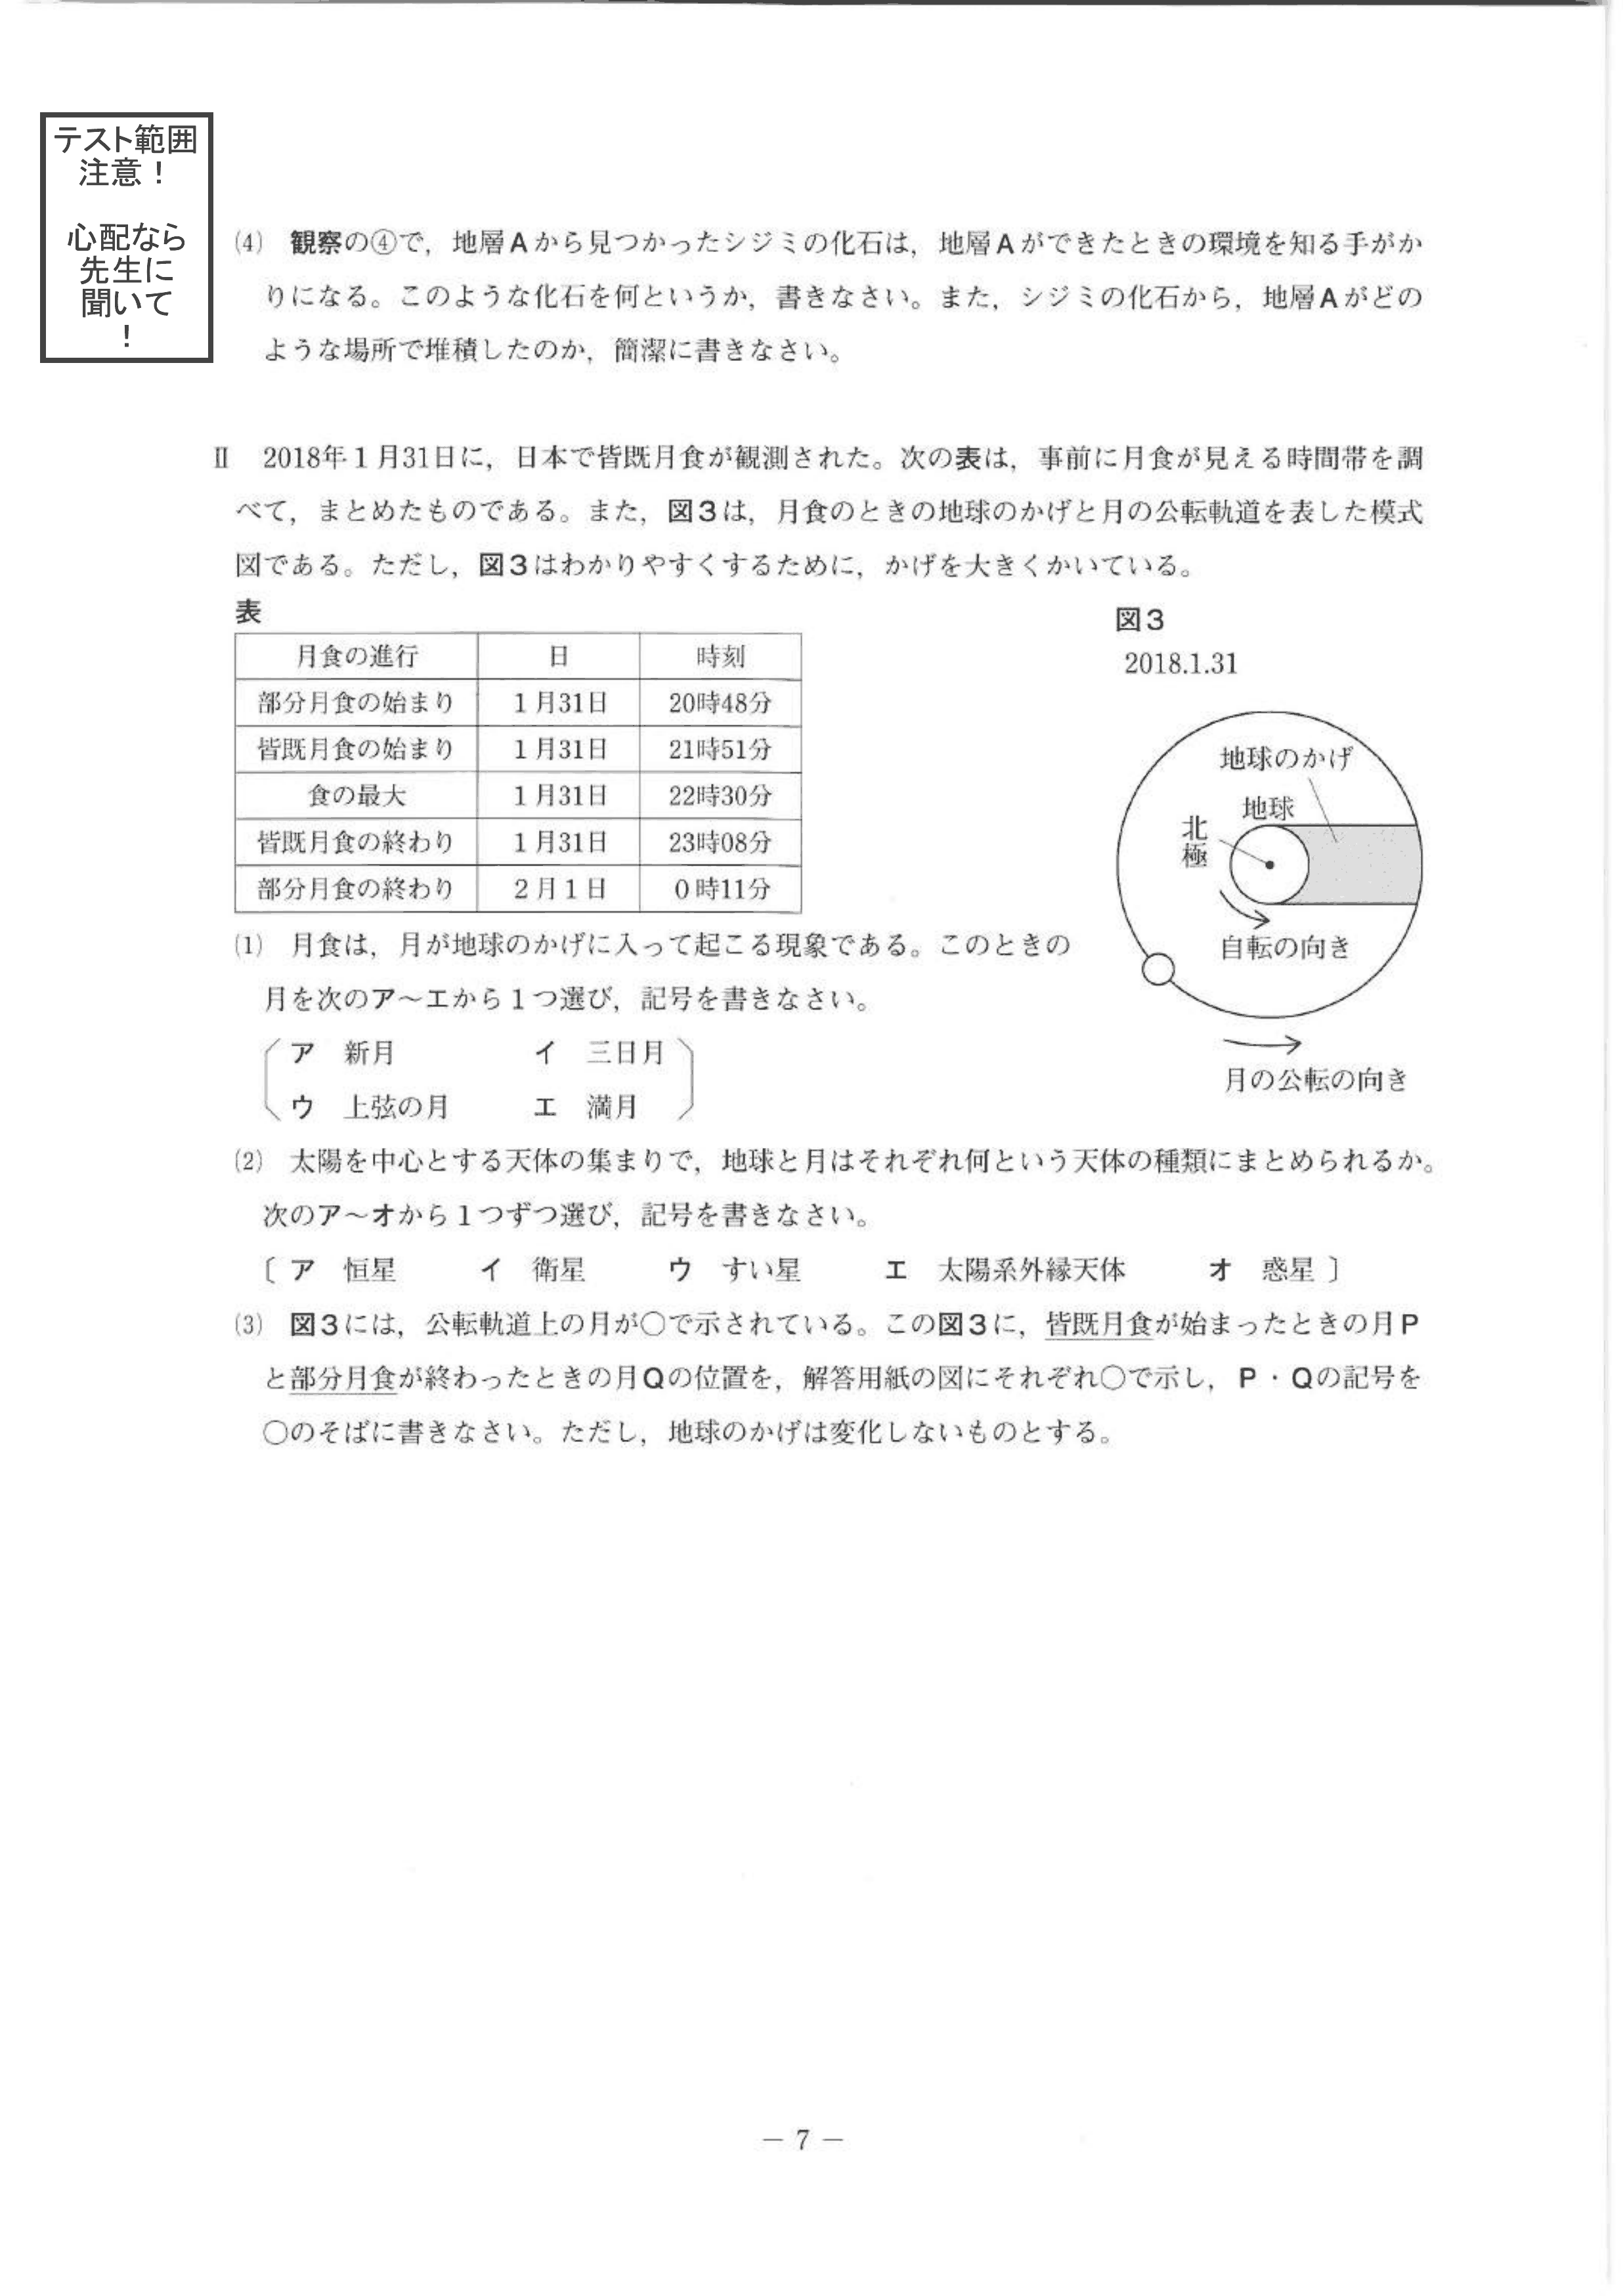 テスト範囲
注意！
心配なら
先生に
聞いて
！
⑷　観察の④で，地層Aから見つかったシジミの化石は，地層Aができたときの環境を知る手がか
りになる。このような化石を何というか，書きなさい。また，シジミの化石から，地層Aがどの
ような場所で堆積したのか，簡潔に書きなさい。
Ⅱ　2018年１月31日に，日本で皆既月食が観測された。次の表は，事前に月食が見える時間帯を調
べて，まとめたものである。また，図３は，月食のときの地球のかげと月の公転軌道を表した模式
図である。ただし，図３はわかりやすくするために，かげを大きくかいている。
表
月食の進行　日　時刻
部分月食の始まり　１月31日　20時48分
皆既月食の始まり　１月31日　21時51分
食の最大　１月31日　22時30分
皆既月食の終わり　１月31日　23時08分
部分月食の終わり　２月１日　０時11分
図３
2018.1.31
地球のかげ
地球
北極
自転の向き
月の公転の向き
⑴　月食は，月が地球のかげに入って起こる現象である。このときの
月を次のア～エから１つ選び，記号を書きなさい。
ア　新月　イ　三日月
ウ　上弦の月　エ　満月
⑵　太陽を中心とする天体の集まりで，地球と月はそれぞれ何という天体の種類にまとめられるか。
次のア～オから１つずつ選び，記号を書きなさい。
〔 ア　恒星　イ　衛星　ウ　すい星　エ　太陽系外縁天体　オ　惑星 〕
⑶　図３には，公転軌道上の月が○で示されている。この図３に，皆既月食が始まったときの月P
と部分月食が終わったときの月Qの位置を，解答用紙の図にそれぞれ○で示し，P・Qの記号を
○のそばに書きなさい。ただし，地球のかげは変化しないものとする。
－ 7 －